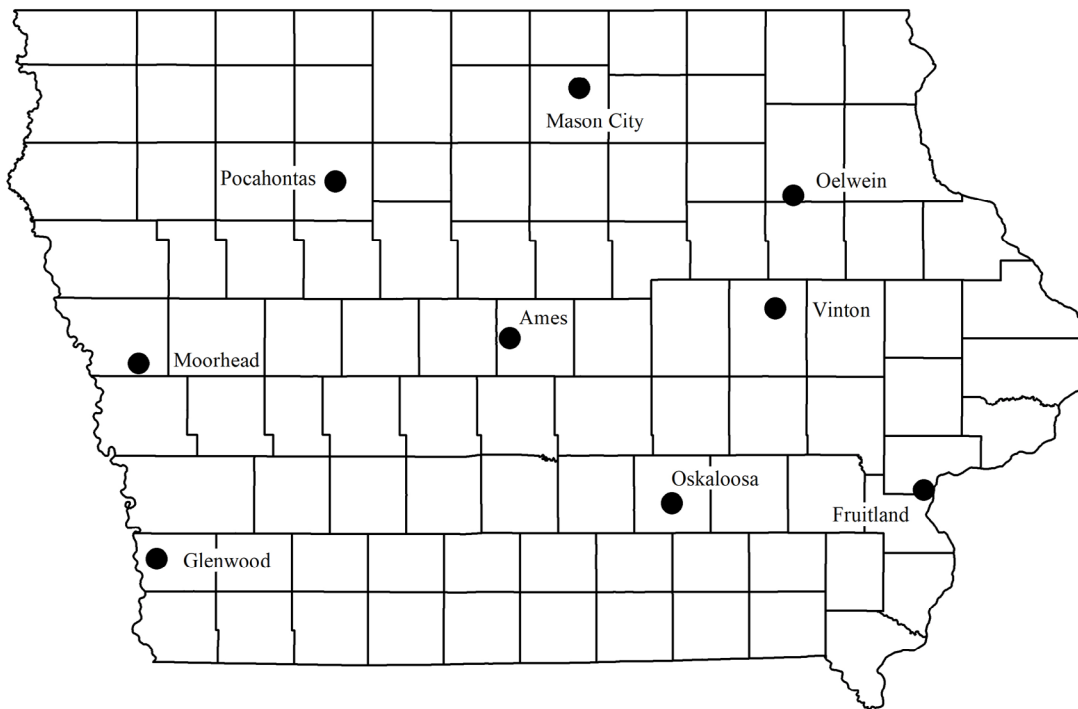 Mason City
Pocahontas
Oelwein
Ames
Vinton
Moorhead
Oskaloosa
Fruitland
Glenwood